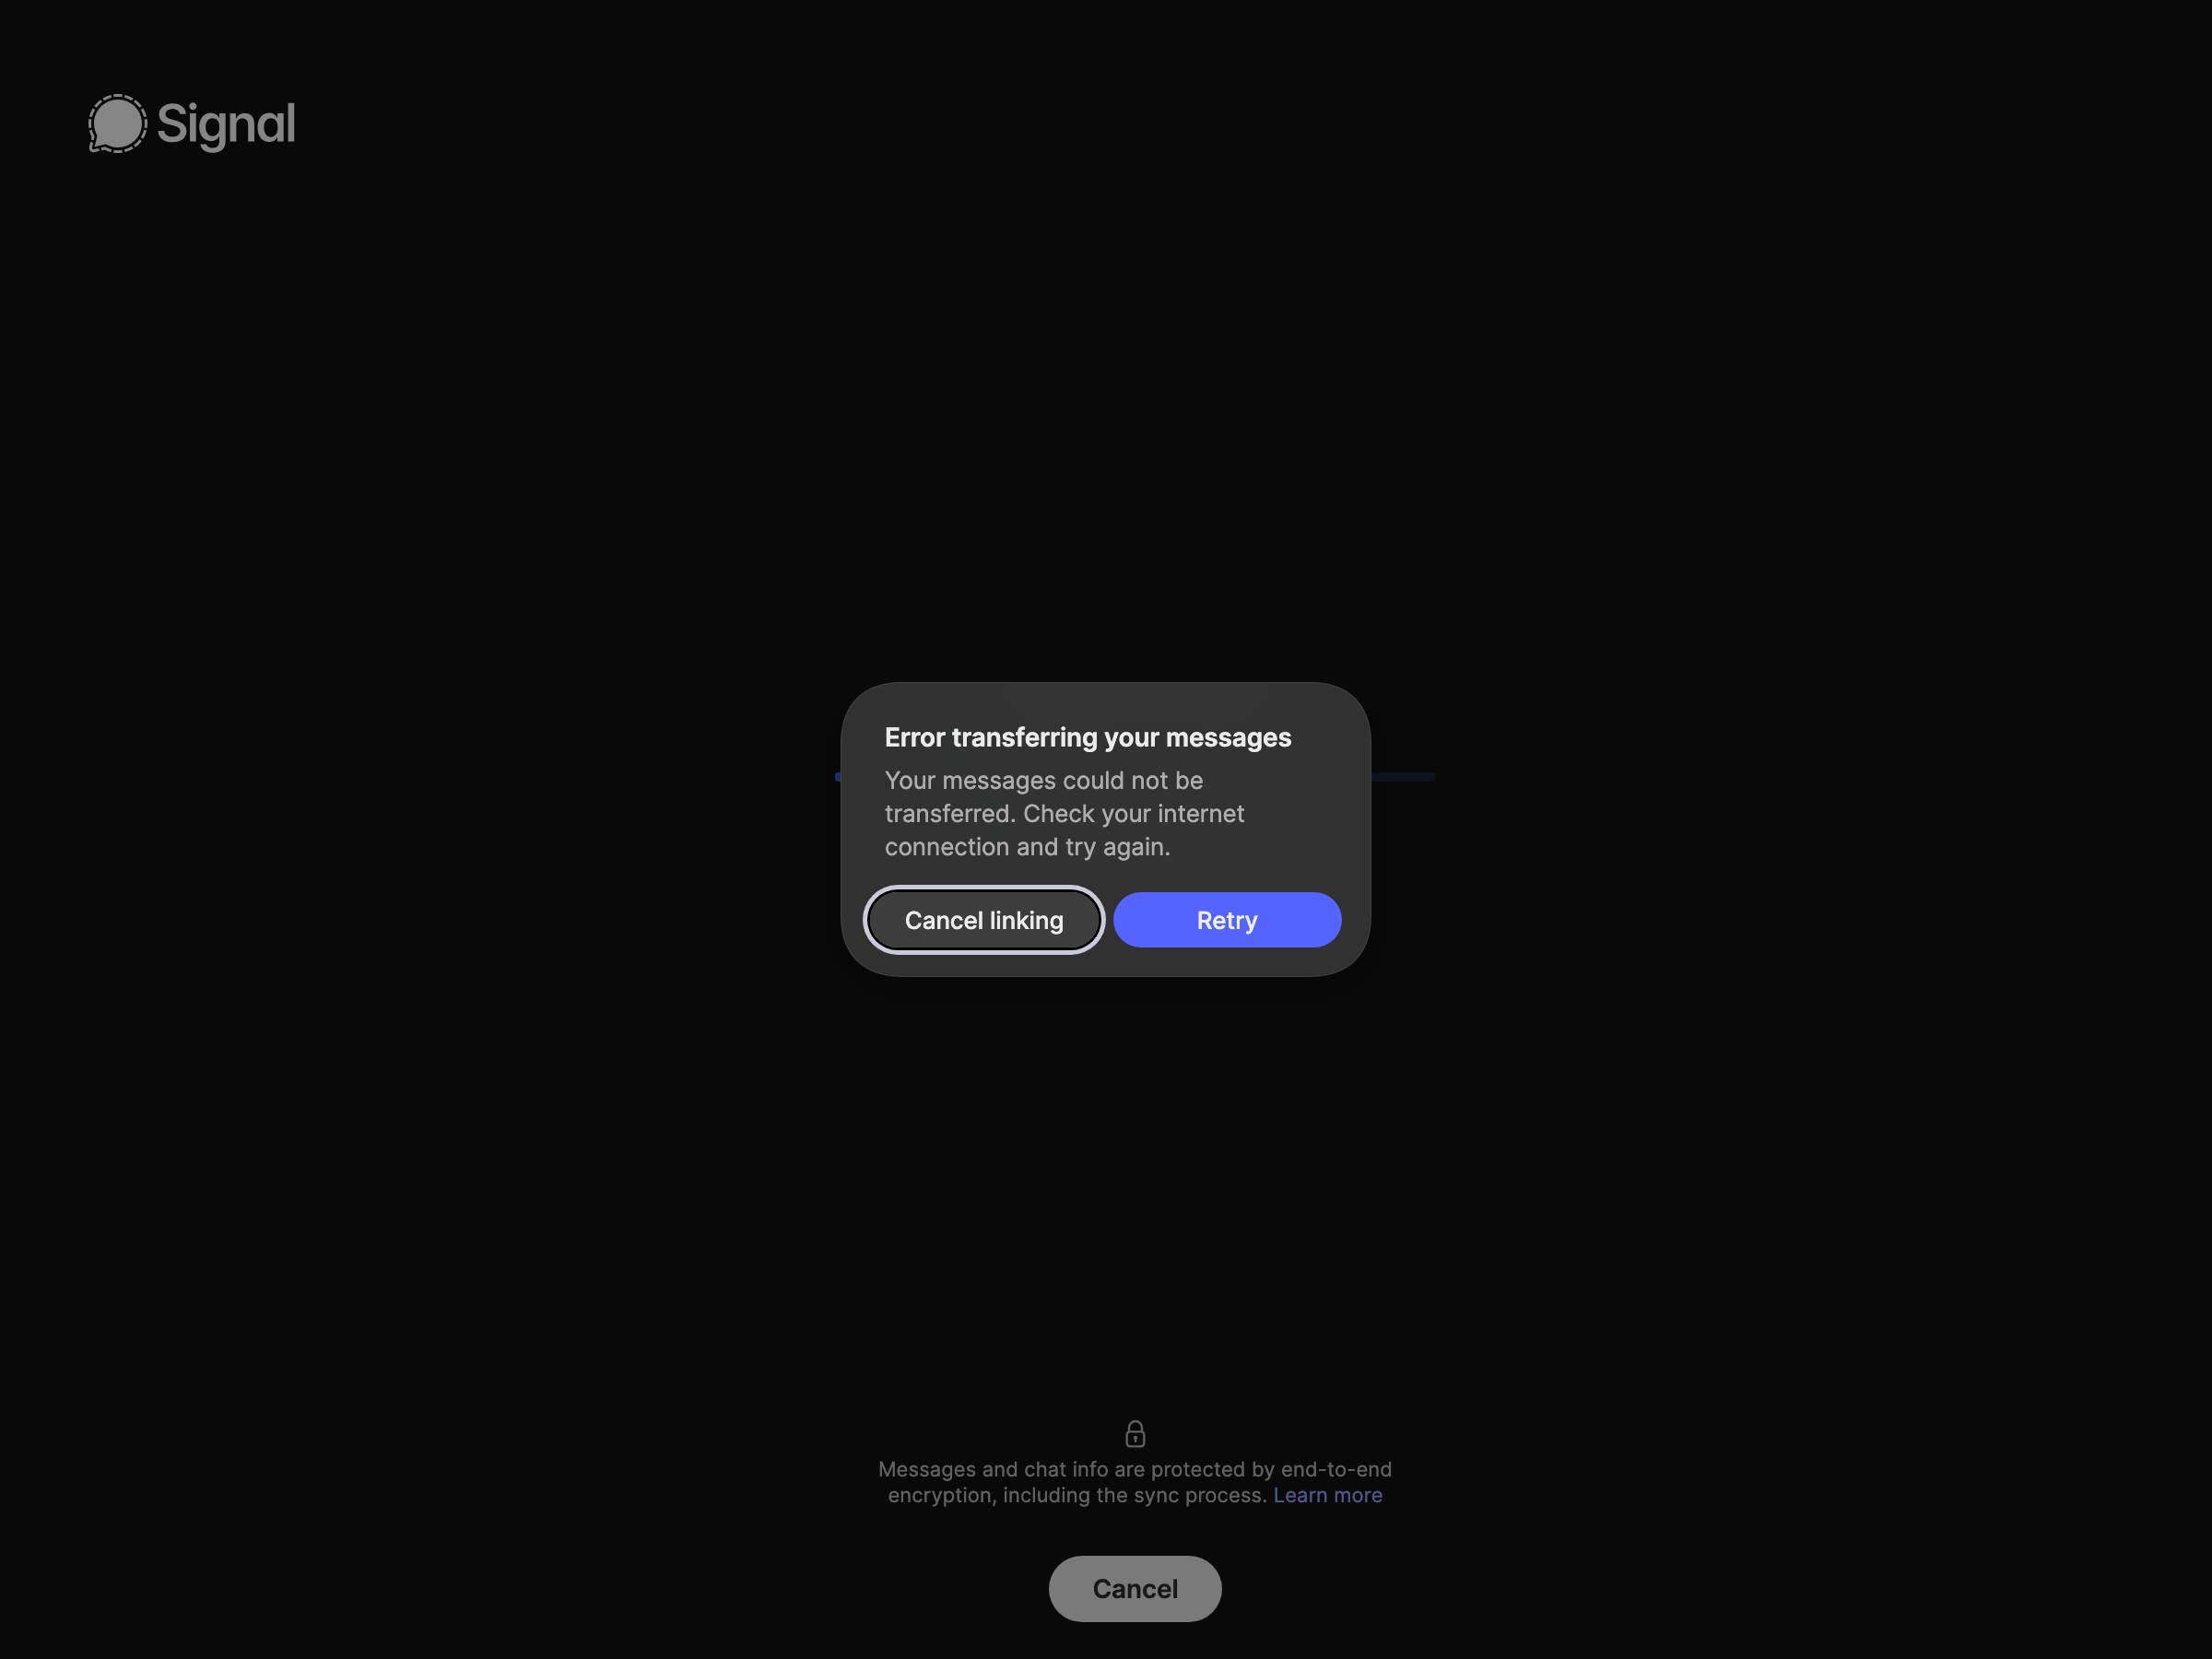 Signal
Error transferring your messages
Your messages could not be
transferred. Check your internet
connection and try again.
Cancel linking
Retry
Messages and chat info are protected by end-to-end
encryption, including the sync process. Learn more
Cancel